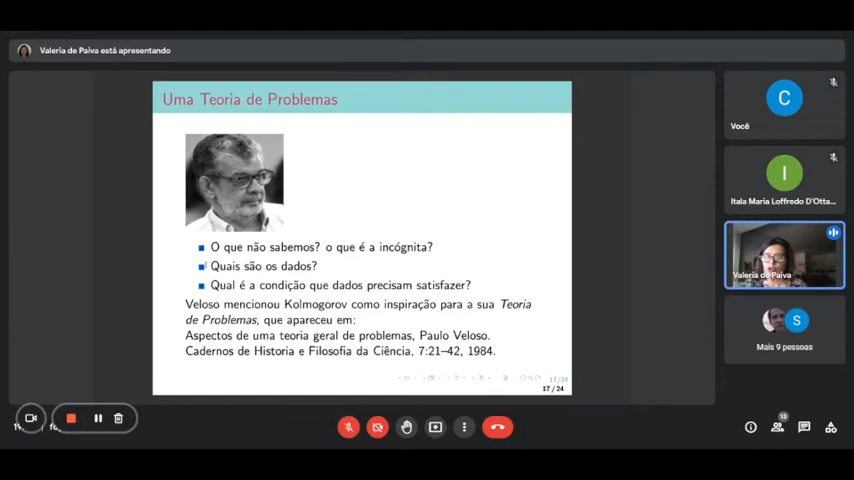 Valeria de Paiva está apresentando
Uma Teoria de Problemas
O que não sabemos? o que é a incógnita?
Quais são os dados?
Qual é a condição que dados precisam satisfazer?
Veloso mencionou Kolmogorov como inspiração para a sua Teoria
de Problemas, que apareceu em:
Aspectos de uma teoria geral de problemas, Paulo Veloso.
Cadernos de Historia e Filosofia da Ciência, 7:21–42, 1984.
17/24
17 / 24
C
Você
I
Itala Maria Loffredo D'Otta...
Valeria de Paiva
S
Mais 9 pessoas
13